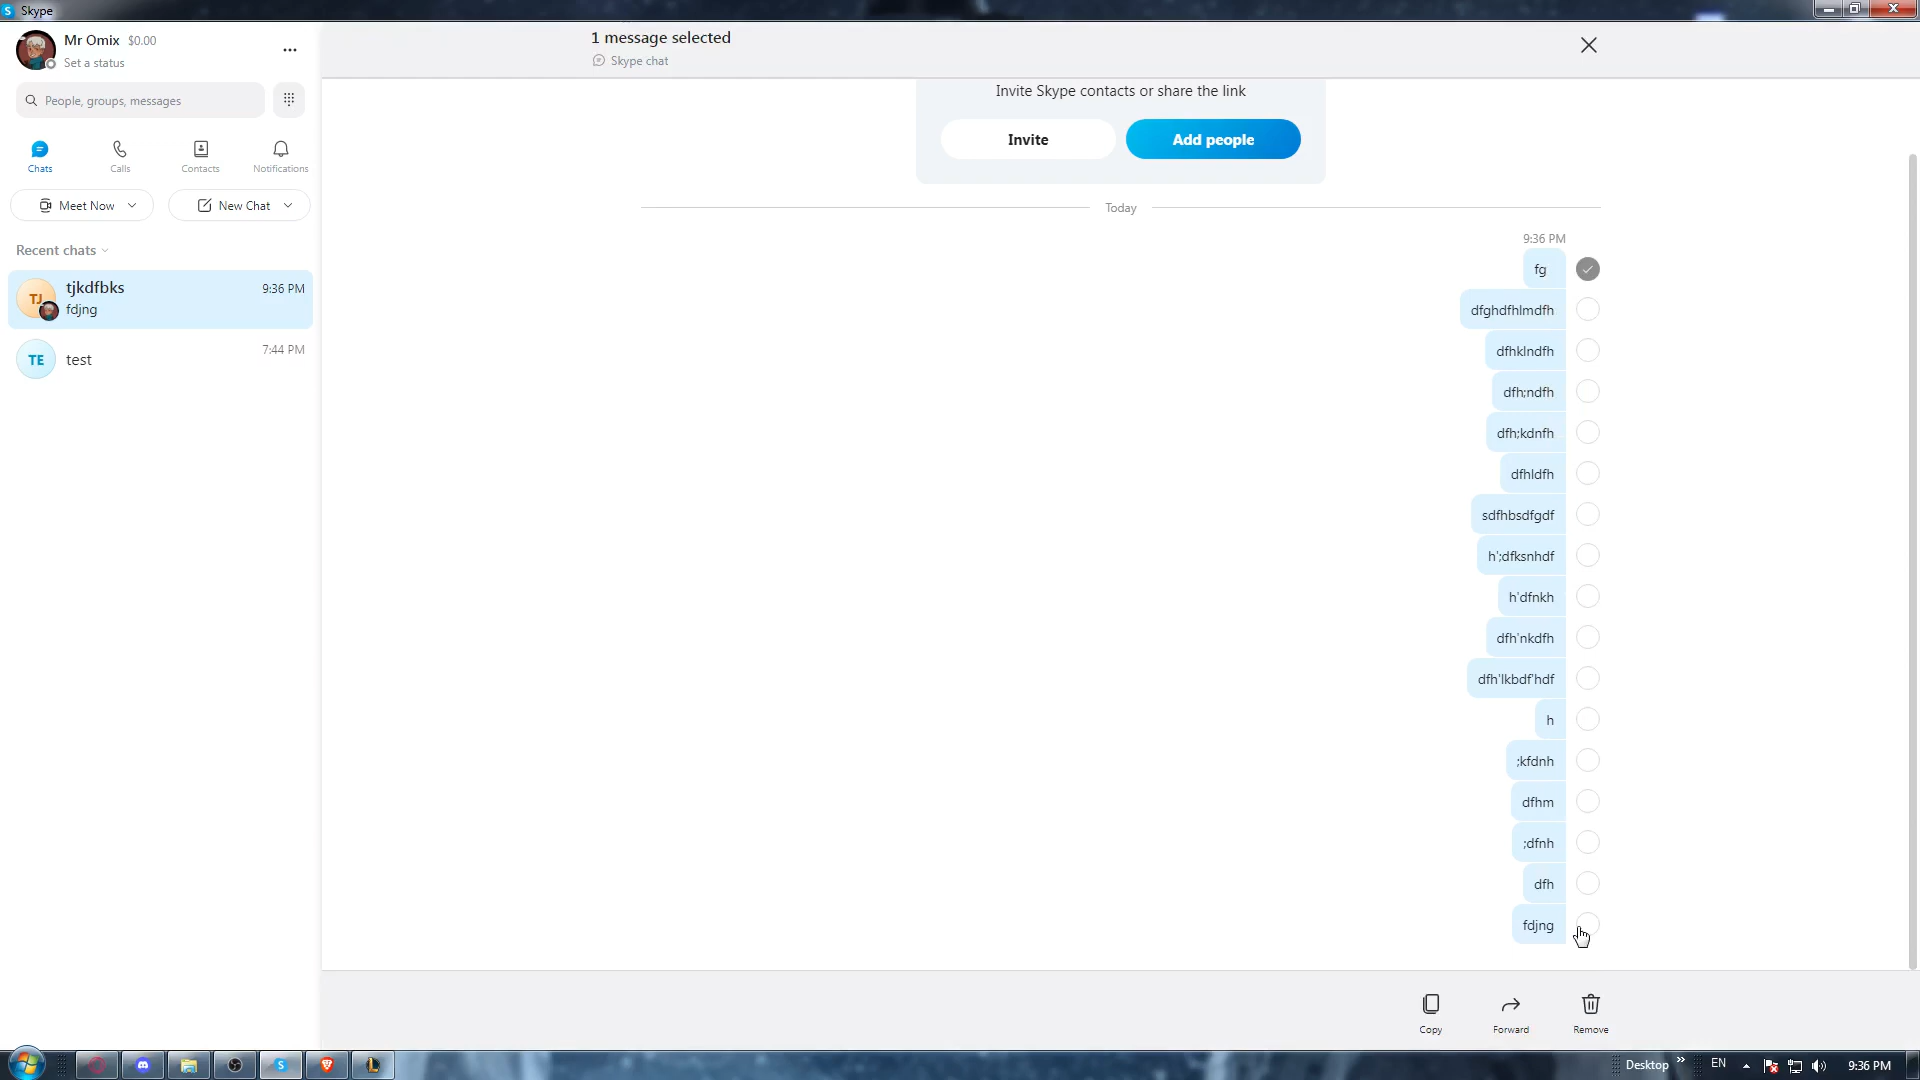 Skype
Mr Omix $0.00
Set a status
People, groups, messages
Chats
Calls
Contacts
Notifications
Meet Now
New Chat
Recent chats
TJ
tjkdfbks
9:36 PM
fdjng
TE
test
7:44 PM
1 message selected
Skype chat
Invite Skype contacts or share the link
Invite
Add people
Today
9:36 PM
fg
dfghdfhlmdfh
dfhklndfh
dfh;ndfh
dfh;kdnfh
dfhldfh
sdfhbsdfgdf
h';dfksnhdf
h'dfnkh
dfh'nkdfh
dfh'lkbdf'hdf
h
;kfdnh
dfhm
;dfnh
dfh
fdjng
Copy
Forward
Remove
Desktop
EN
9:36 PM